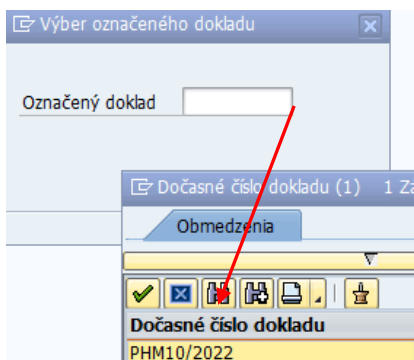 Výber označeného dokladu
Označený doklad
Dočasné číslo dokladu (1) 1 Za
Obmedzenia
Dočasné číslo dokladu
PHM10/2022